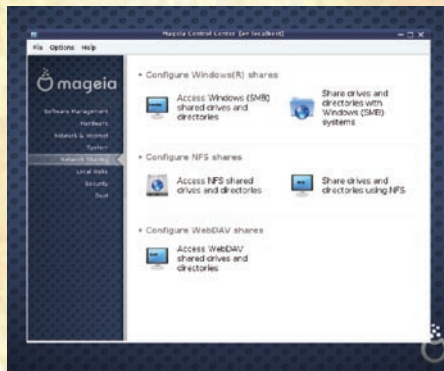 Mageia Control Center [on localhost]
File Options Help
mageia
Software Management
Hardware
Network & Internet
System
Network Sharing
Local disks
Security
Boot
• Configure Windows(R) shares
Access Windows (SMB)
shared drives and
directories
Share drives and
directories with
Windows (SMB)
systems
• Configure NFS shares
Access NFS shared
drives and directories
Share drives and
directories using NFS
• Configure WebDAV shares
Access WebDAV
shared drives and
directories